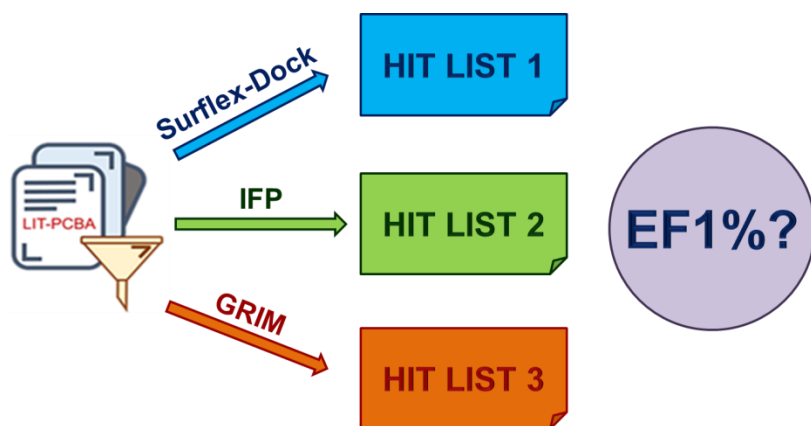 Surflex-Dock
HIT LIST 1
LIT-PCBA
IFP
HIT LIST 2
EF1%?
GRIM
HIT LIST 3